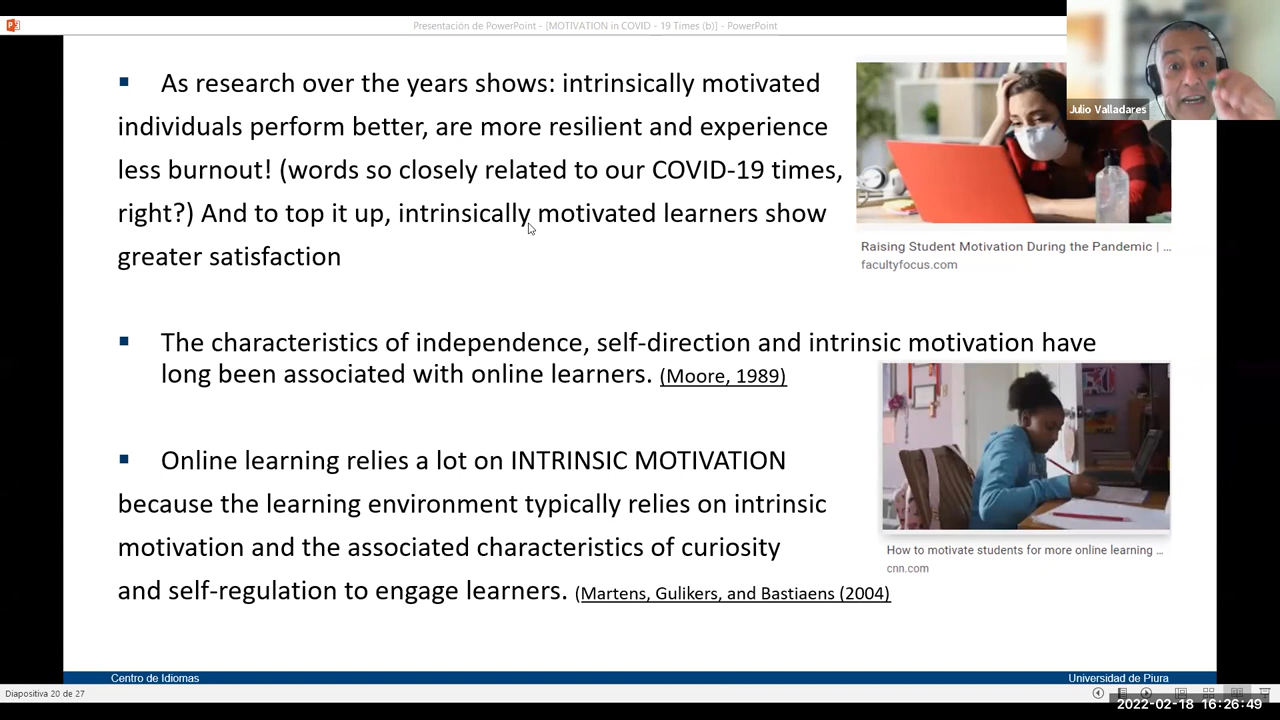 Presentación de PowerPoint - [MOTIVATION in COVID - 19 Times (b)] - PowerPoint
Julio Valladares
▪ As research over the years shows: intrinsically motivated
individuals perform better, are more resilient and experience
less burnout! (words so closely related to our COVID-19 times,
right?) And to top it up, intrinsically motivated learners show
greater satisfaction
Raising Student Motivation During the Pandemic | ...
facultyfocus.com
▪ The characteristics of independence, self-direction and intrinsic motivation have
long been associated with online learners. (Moore, 1989)
▪ Online learning relies a lot on INTRINSIC MOTIVATION
because the learning environment typically relies on intrinsic
motivation and the associated characteristics of curiosity
and self-regulation to engage learners. (Martens, Gulikers, and Bastiaens (2004)
How to motivate students for more online learning ...
cnn.com
Centro de Idiomas
Universidad de Piura
Diapositiva 20 de 27
2022-02-18 16:26:49